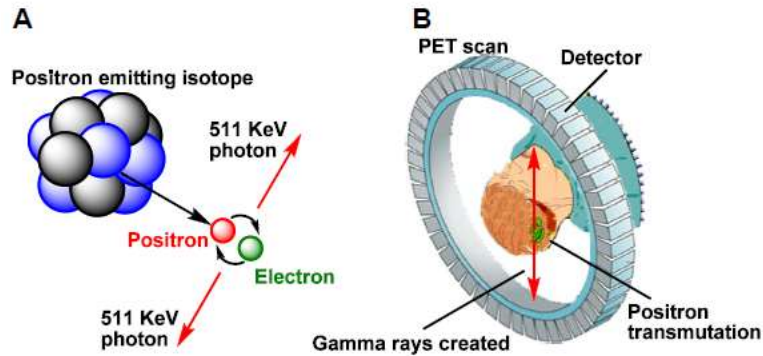 A
Positron emitting isotope
511 KeV
photon
Positron
Electron
511 KeV
photon
B
PET scan
Detector
Gamma rays created
Positron
transmutation